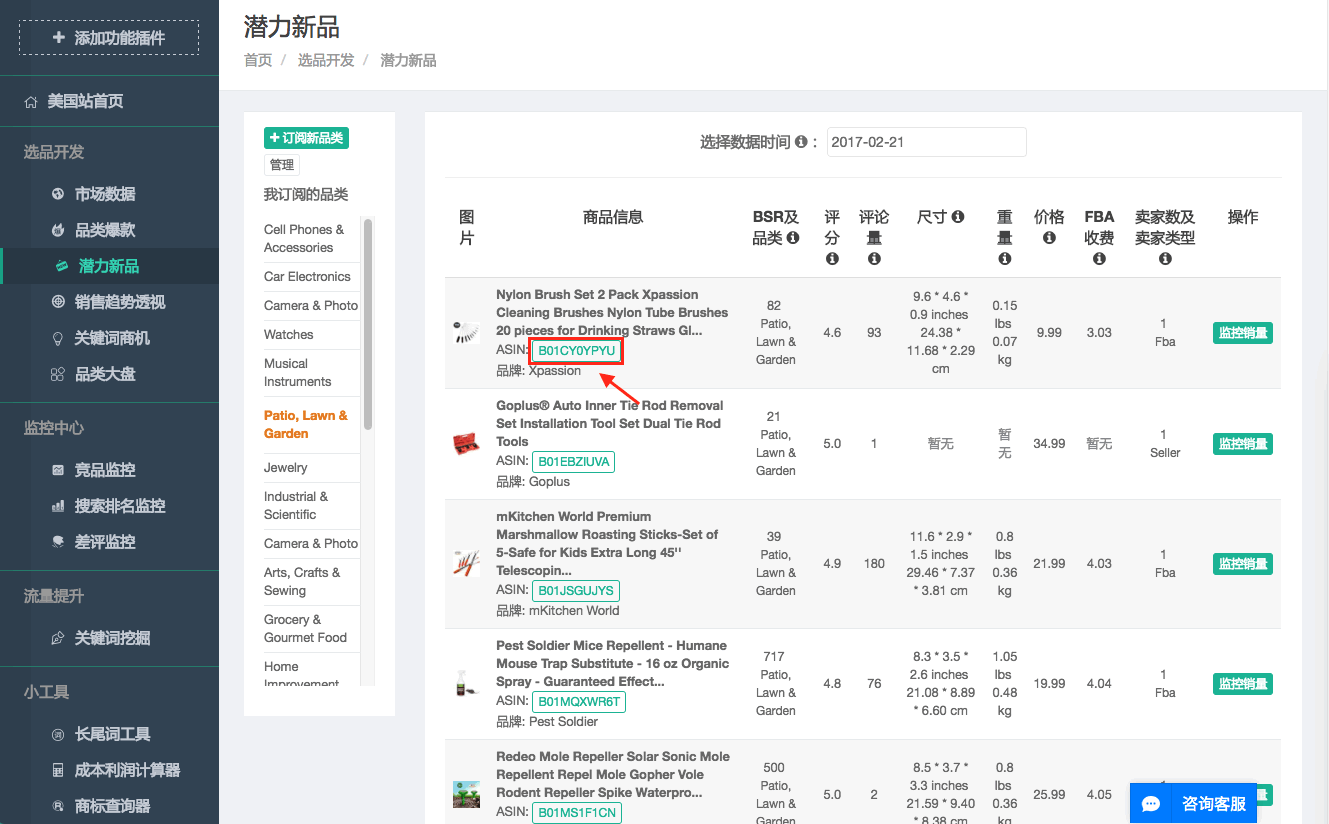 添加功能插件
美国站首页
选品开发
市场数据
品类爆款
潜力新品
销售趋势透视
关键词商机
品类大盘
监控中心
竞品监控
搜索排名监控
差评监控
流量提升
关键词挖掘
小工具
长尾词工具
成本利润计算器
商标查询器
潜力新品
首页 / 选品开发 / 潜力新品
订阅新品类
管理
我订阅的品类
Cell Phones &
Accessories
Car Electronics
Camera & Photo
Watches
Musical
Instruments
Patio, Lawn &
Garden
Jewelry
Industrial &
Scientific
Camera & Photo
Arts, Crafts &
Sewing
Grocery &
Gourmet Food
Home
Improvement
选择数据时间 : 2017-02-21
图片 商品信息 BSR及品类 评分 评论量 尺寸 重量 价格 FBA收费 卖家数及卖家类型 操作
Nylon Brush Set 2 Pack Xpassion
Cleaning Brushes Nylon Tube Brushes
20 pieces for Drinking Straws Gl...
ASIN: B01CY0YPYU
品牌: Xpassion
82
Patio,
Lawn &
Garden
4.6
93
9.6 * 4.6 *
0.9 inches
24.38 *
11.68 * 2.29
cm
0.15
lbs
0.07
kg
9.99
3.03
1
Fba
监控销量
Goplus® Auto Inner Tie Rod Removal
Set Installation Tool Set Dual Tie Rod
Tools
ASIN: B01EBZIUVA
品牌: Goplus
21
Patio,
Lawn &
Garden
5.0
1
暂无
暂
无
34.99
暂无
1
Seller
监控销量
mKitchen World Premium
Marshmallow Roasting Sticks-Set of
5-Safe for Kids Extra Long 45''
Telescopin...
ASIN: B01JSGUJYS
品牌: mKitchen World
39
Patio,
Lawn &
Garden
4.9
180
11.6 * 2.9 *
1.5 inches
29.46 * 7.37
* 3.81 cm
0.8
lbs
0.36
kg
21.99
4.03
1
Fba
监控销量
Pest Soldier Mice Repellent - Humane
Mouse Trap Substitute - 16 oz Organic
Spray - Guaranteed Effect...
ASIN: B01MQXWR6T
品牌: Pest Soldier
717
Patio,
Lawn &
Garden
4.8
76
8.3 * 3.5 *
2.6 inches
21.08 * 8.89
* 6.60 cm
1.05
lbs
0.48
kg
19.99
4.04
1
Fba
监控销量
Redeo Mole Repeller Solar Sonic Mole
Repellent Repel Mole Gopher Vole
Rodent Repeller Spike Waterpro...
ASIN: B01MS1F1CN
500
Patio,
Lawn &
Garden
5.0
2
8.5 * 3.7 *
3.3 inches
21.59 * 9.40
* 8.38 cm
0.8
lbs
0.36
kg
25.99
4.05
咨询客服